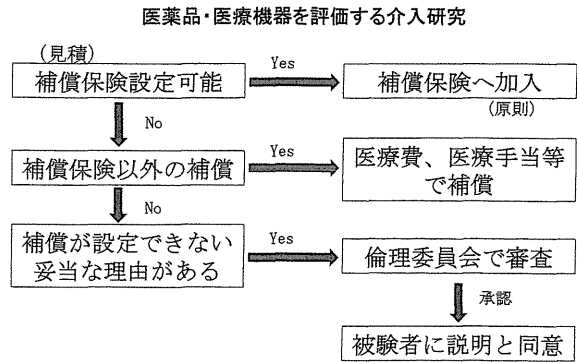 医薬品・医療機器を評価する介入研究
(見積)
補償保険設定可能
Yes
補償保険へ加入
(原則)
No
補償保険以外の補償
Yes
医療費、医療手当等
で補償
No
補償が設定できない
妥当な理由がある
Yes
倫理委員会で審査
承認
被験者に説明と同意